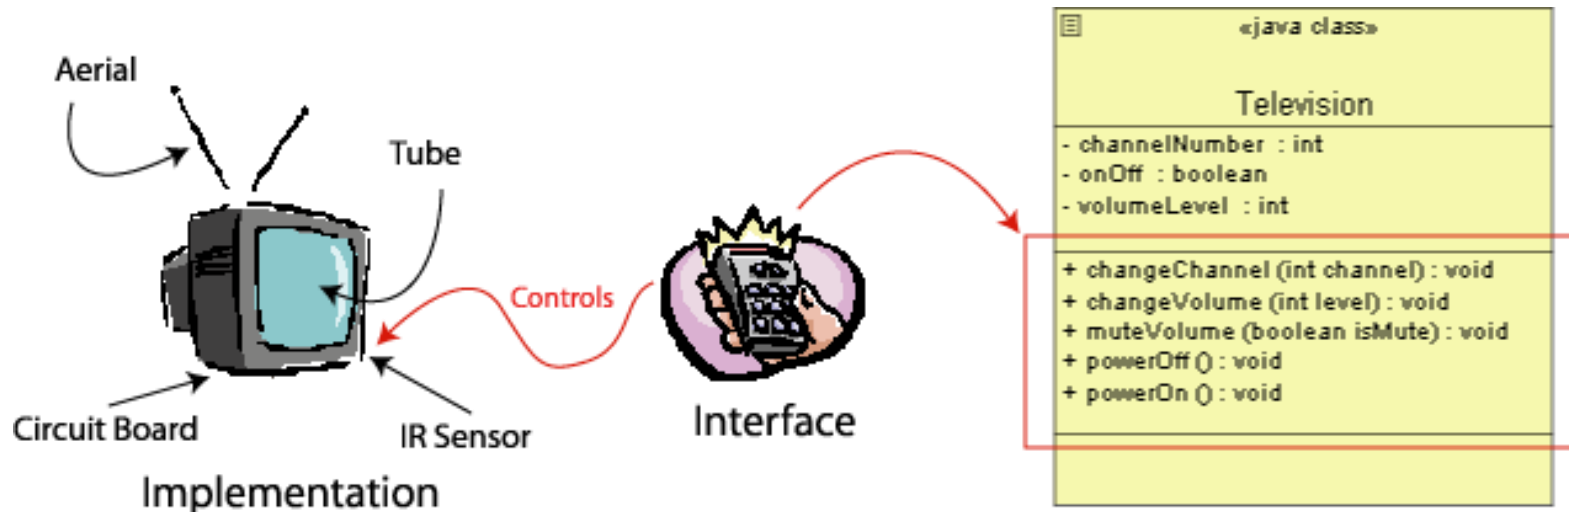 Aerial
Tube
Controls
Circuit Board
IR Sensor
Implementation
Interface
«java class»
Television
- channelNumber : int
- onOff : boolean
- volumeLevel : int
+ changeChannel (int channel) : void
+ changeVolume (int level) : void
+ muteVolume (boolean isMute) : void
+ powerOff () : void
+ powerOn () : void